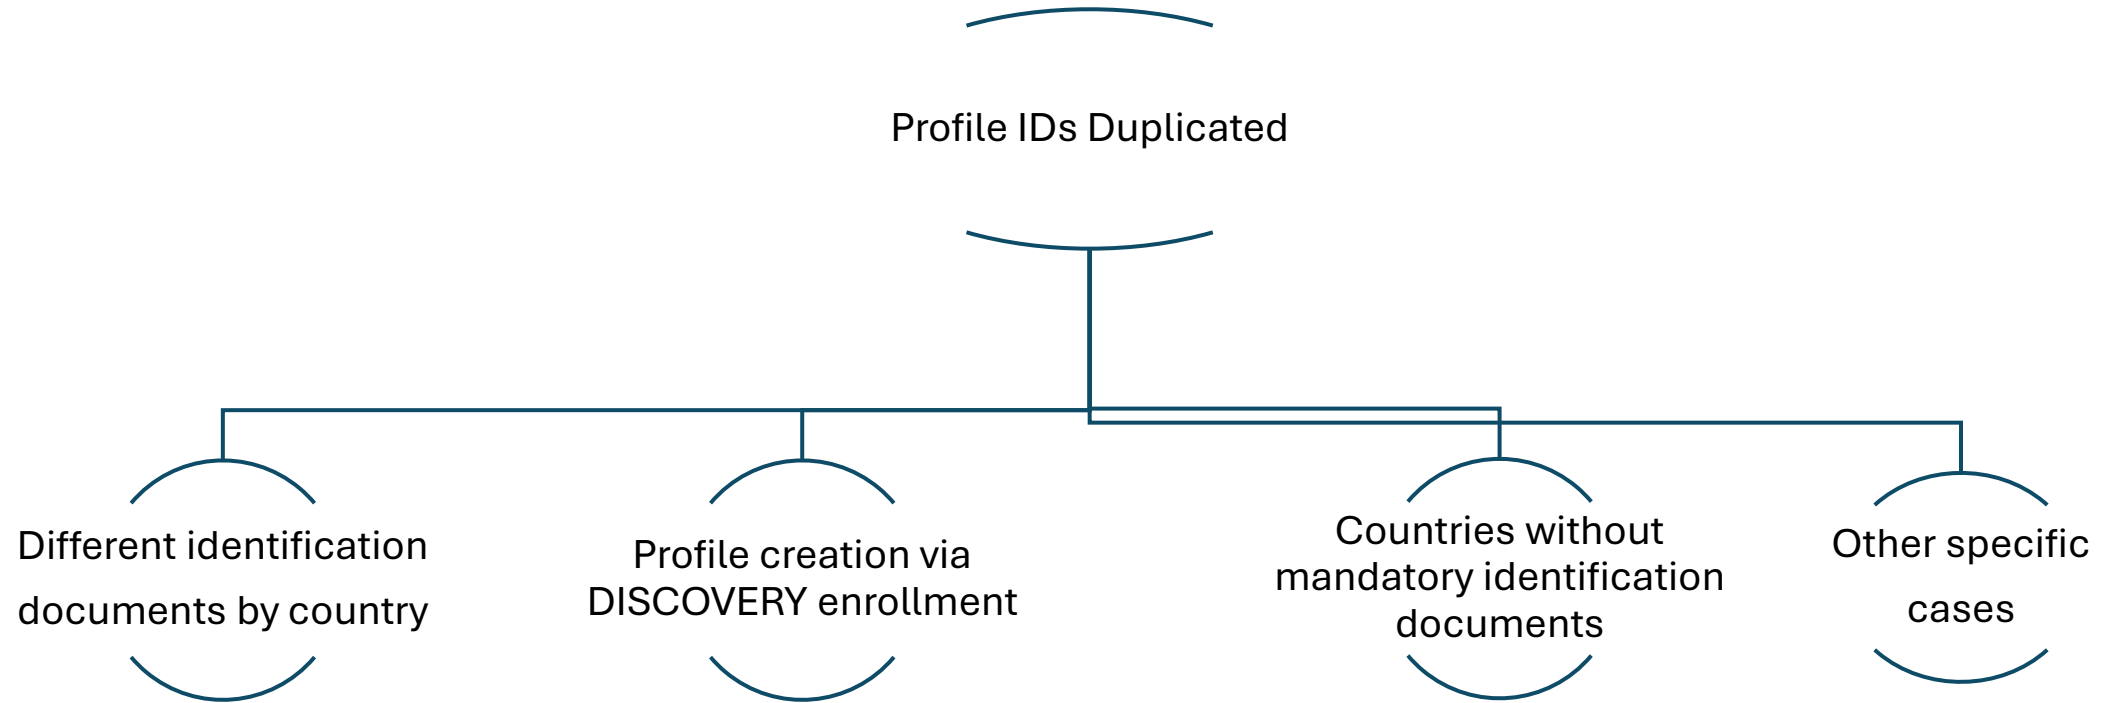 Profile IDs Duplicated
Different identification
documents by country
Profile creation via
DISCOVERY enrollment
Countries without
mandatory identification
documents
Other specific
cases